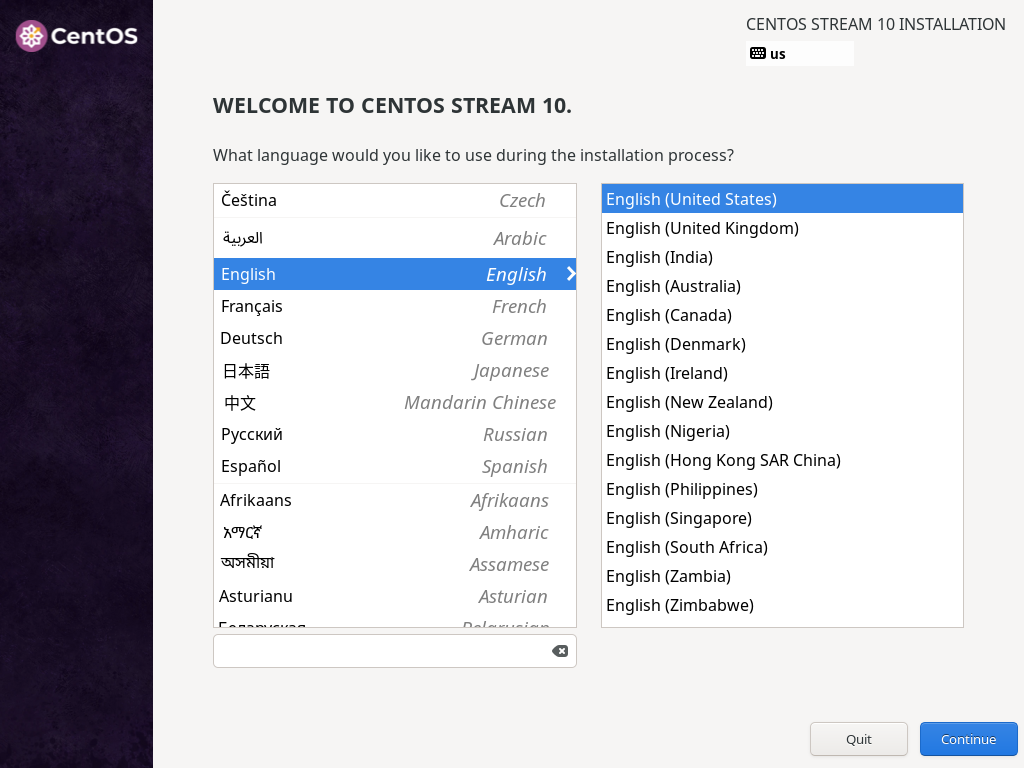 CentOS
CENTOS STREAM 10 INSTALLATION
us
WELCOME TO CENTOS STREAM 10.
What language would you like to use during the installation process?
Čeština Czech
العربية Arabic
English English
Français French
Deutsch German
日本語 Japanese
中文 Mandarin Chinese
Русский Russian
Español Spanish
Afrikaans Afrikaans
አማርኛ Amharic
অসমীয়া Assamese
Asturianu Asturian
Беларуская Belarusian
English (United States)
English (United Kingdom)
English (India)
English (Australia)
English (Canada)
English (Denmark)
English (Ireland)
English (New Zealand)
English (Nigeria)
English (Hong Kong SAR China)
English (Philippines)
English (Singapore)
English (South Africa)
English (Zambia)
English (Zimbabwe)
Quit
Continue